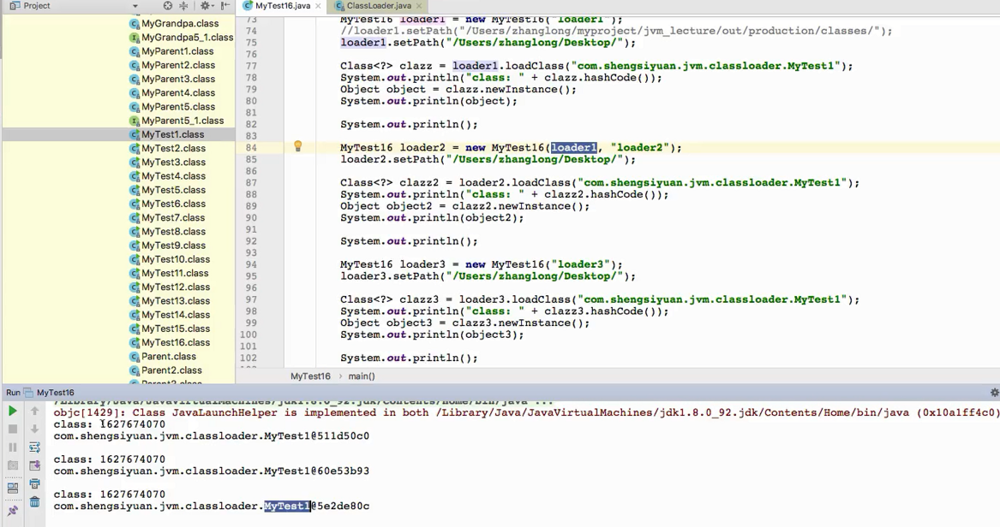 Project
MyTest16.java
ClassLoader.java
MyGrandpa.class
MyGrandpa5_1.class
MyParent1.class
MyParent2.class
MyParent3.class
MyParent4.class
MyParent5.class
MyParent5_1.class
MyTest1.class
MyTest2.class
MyTest3.class
MyTest4.class
MyTest5.class
MyTest6.class
MyTest7.class
MyTest8.class
MyTest9.class
MyTest10.class
MyTest11.class
MyTest12.class
MyTest13.class
MyTest14.class
MyTest15.class
MyTest16.class
Parent.class
Parent2.class
Parent3.class
73 MyTest16 loader1 = new MyTest16("loader1");
74 //loader1.setPath("/Users/zhanglong/myproject/jvm_lecture/out/production/classes/");
75 loader1.setPath("/Users/zhanglong/Desktop/");
76
77 Class<?> clazz = loader1.loadClass("com.shengsiyuan.jvm.classloader.MyTest1");
78 System.out.println("class: " + clazz.hashCode());
79 Object object = clazz.newInstance();
80 System.out.println(object);
81
82 System.out.println();
83
84 MyTest16 loader2 = new MyTest16(loader1, "loader2");
85 loader2.setPath("/Users/zhanglong/Desktop/");
86
87 Class<?> clazz2 = loader2.loadClass("com.shengsiyuan.jvm.classloader.MyTest1");
88 System.out.println("class: " + clazz2.hashCode());
89 Object object2 = clazz2.newInstance();
90 System.out.println(object2);
91
92 System.out.println();
93
94 MyTest16 loader3 = new MyTest16("loader3");
95 loader3.setPath("/Users/zhanglong/Desktop/");
96
97 Class<?> clazz3 = loader3.loadClass("com.shengsiyuan.jvm.classloader.MyTest1");
98 System.out.println("class: " + clazz3.hashCode());
99 Object object3 = clazz3.newInstance();
100 System.out.println(object3);
101
102 System.out.println();
MyTest16 › main()
Run MyTest16
/Library/Java/JavaVirtualMachines/jdk1.8.0_92.jdk/Contents/Home/bin/java ...
objc[1429]: Class JavaLaunchHelper is implemented in both /Library/Java/JavaVirtualMachines/jdk1.8.0_92.jdk/Contents/Home/bin/java (0x10a1ff4c0)
class: 1627674070
com.shengsiyuan.jvm.classloader.MyTest1@511d50c0
class: 1627674070
com.shengsiyuan.jvm.classloader.MyTest1@60e53b93
class: 1627674070
com.shengsiyuan.jvm.classloader.MyTest1@5e2de80c